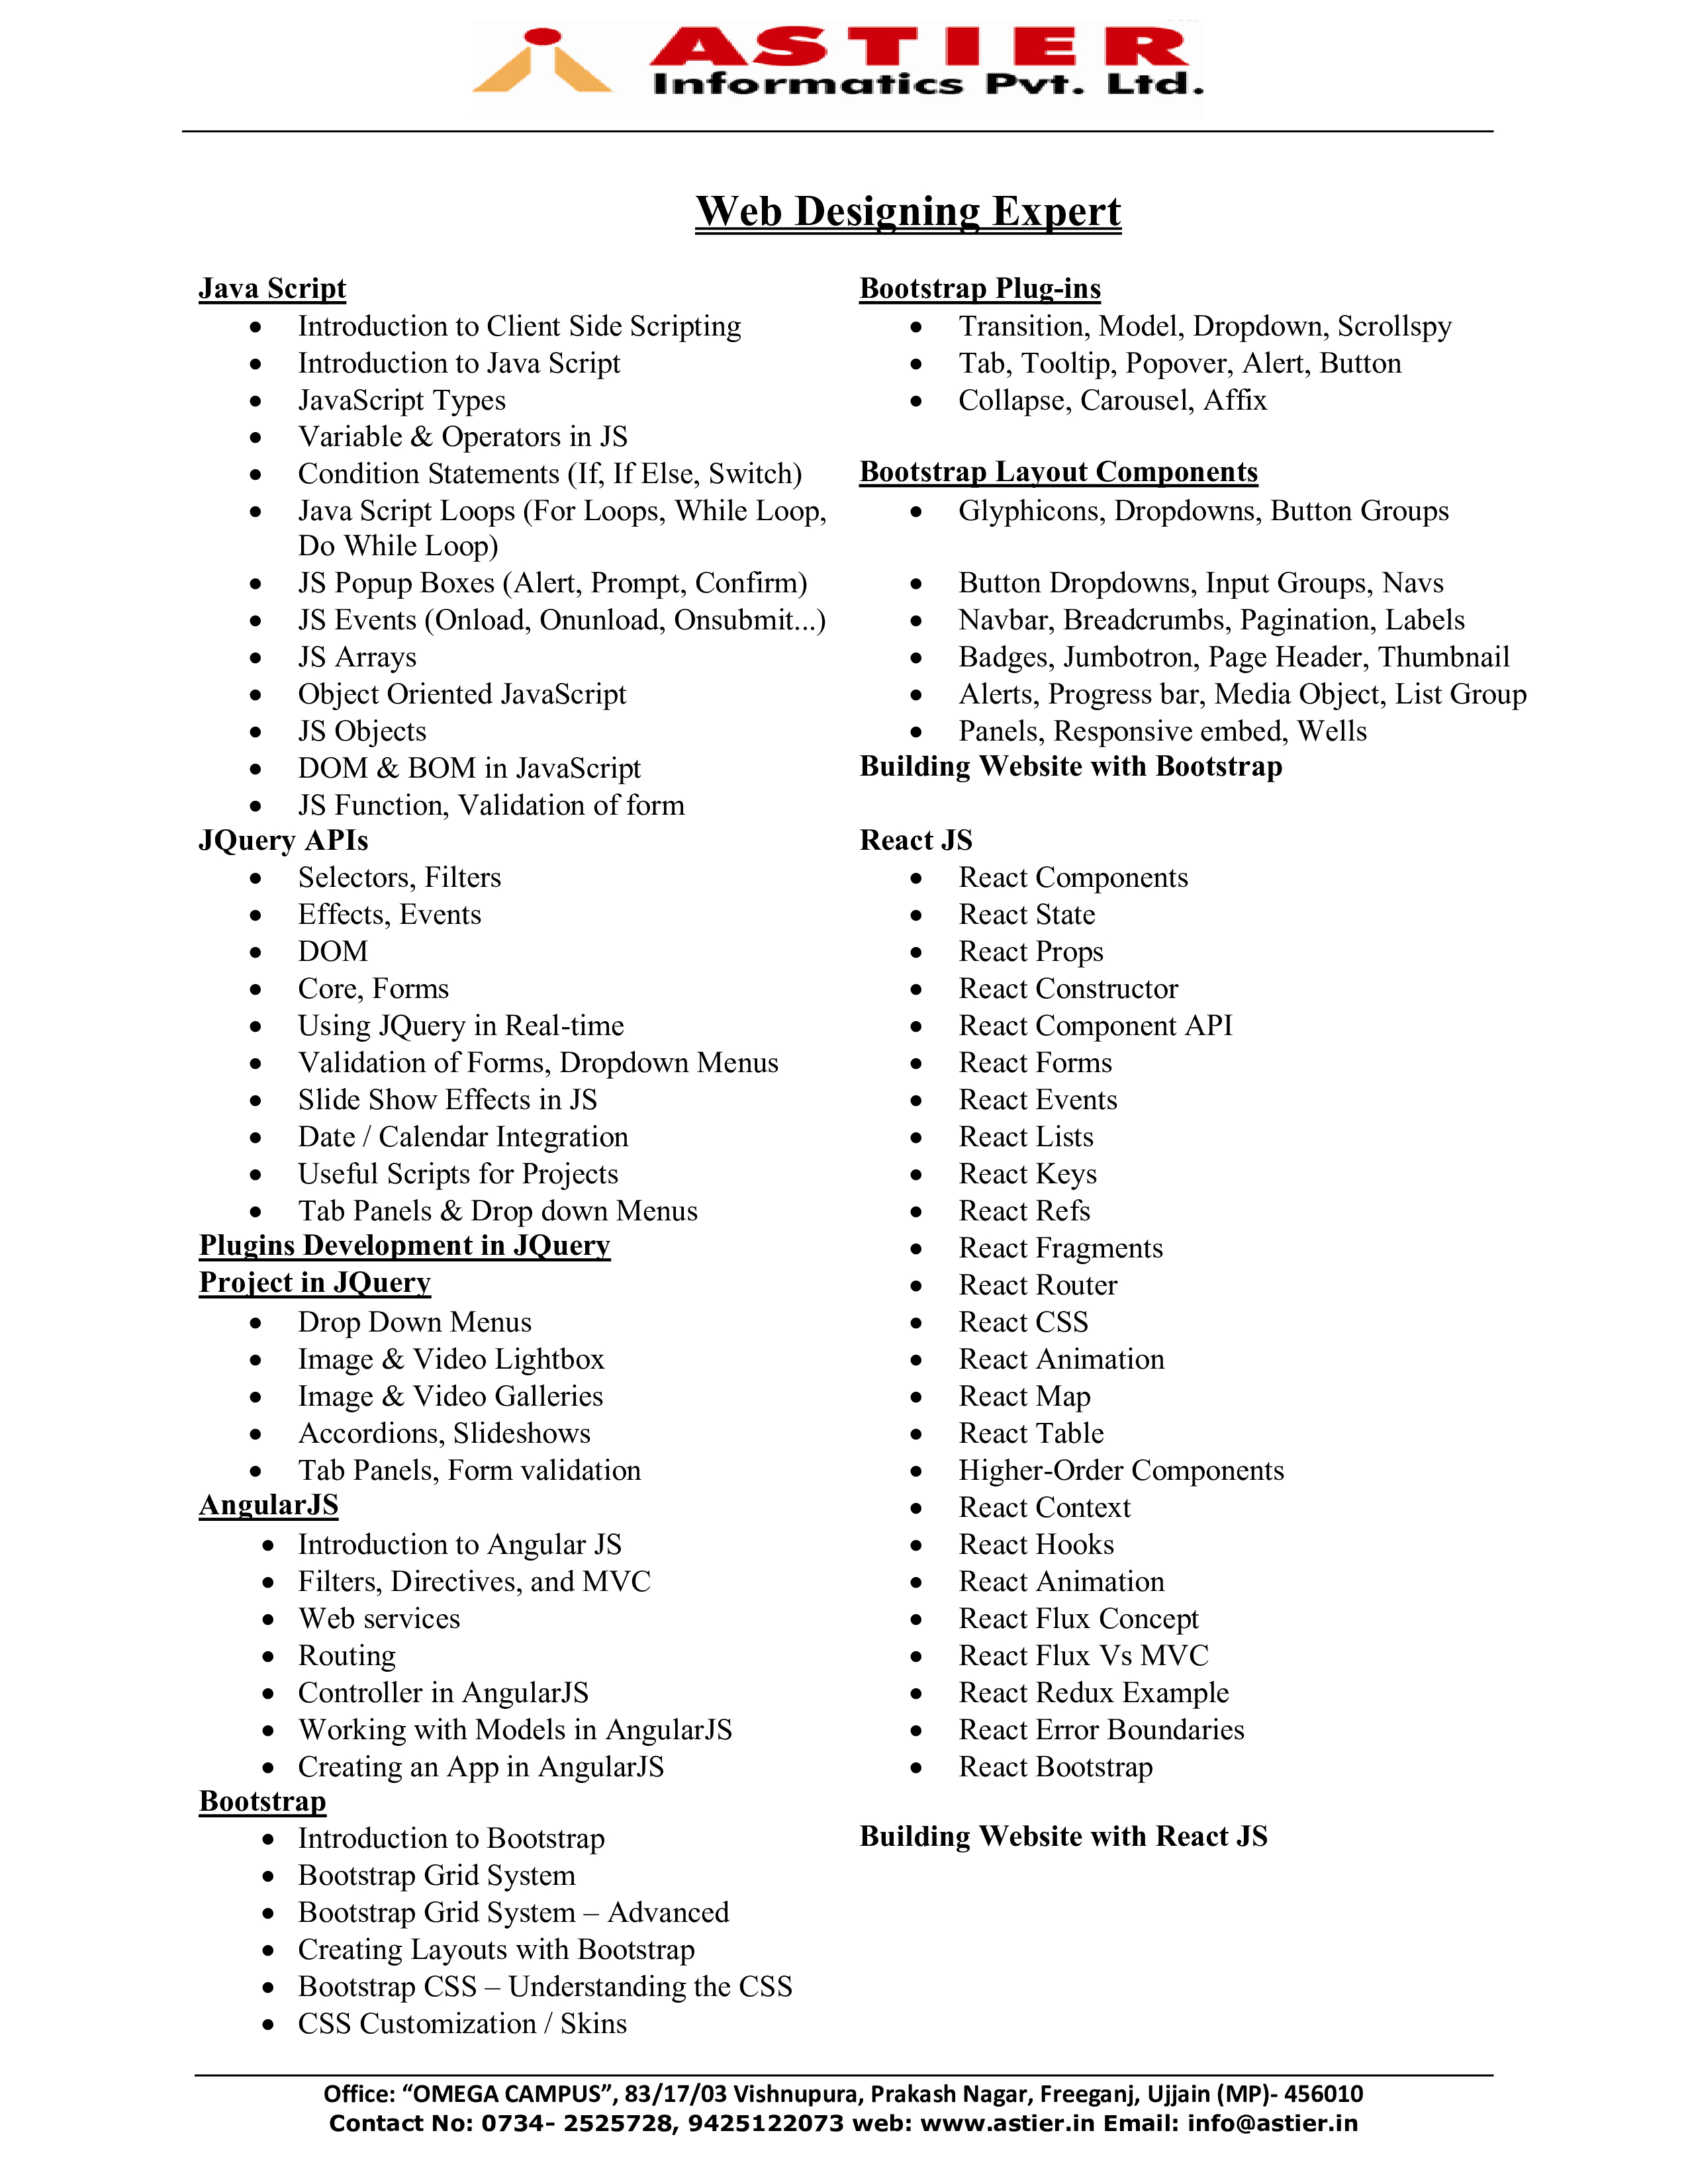 ASTIER
Informatics Pvt. Ltd.
Web Designing Expert
Java Script
• Introduction to Client Side Scripting
• Introduction to Java Script
• JavaScript Types
• Variable & Operators in JS
• Condition Statements (If, If Else, Switch)
• Java Script Loops (For Loops, While Loop,
Do While Loop)
• JS Popup Boxes (Alert, Prompt, Confirm)
• JS Events (Onload, Onunload, Onsubmit...)
• JS Arrays
• Object Oriented JavaScript
• JS Objects
• DOM & BOM in JavaScript
• JS Function, Validation of form
JQuery APIs
• Selectors, Filters
• Effects, Events
• DOM
• Core, Forms
• Using JQuery in Real-time
• Validation of Forms, Dropdown Menus
• Slide Show Effects in JS
• Date / Calendar Integration
• Useful Scripts for Projects
• Tab Panels & Drop down Menus
Plugins Development in JQuery
Project in JQuery
• Drop Down Menus
• Image & Video Lightbox
• Image & Video Galleries
• Accordions, Slideshows
• Tab Panels, Form validation
AngularJS
• Introduction to Angular JS
• Filters, Directives, and MVC
• Web services
• Routing
• Controller in AngularJS
• Working with Models in AngularJS
• Creating an App in AngularJS
Bootstrap
• Introduction to Bootstrap
• Bootstrap Grid System
• Bootstrap Grid System – Advanced
• Creating Layouts with Bootstrap
• Bootstrap CSS – Understanding the CSS
• CSS Customization / Skins
Bootstrap Plug-ins
• Transition, Model, Dropdown, Scrollspy
• Tab, Tooltip, Popover, Alert, Button
• Collapse, Carousel, Affix
Bootstrap Layout Components
• Glyphicons, Dropdowns, Button Groups
• Button Dropdowns, Input Groups, Navs
• Navbar, Breadcrumbs, Pagination, Labels
• Badges, Jumbotron, Page Header, Thumbnail
• Alerts, Progress bar, Media Object, List Group
• Panels, Responsive embed, Wells
Building Website with Bootstrap
React JS
• React Components
• React State
• React Props
• React Constructor
• React Component API
• React Forms
• React Events
• React Lists
• React Keys
• React Refs
• React Fragments
• React Router
• React CSS
• React Animation
• React Map
• React Table
• Higher-Order Components
• React Context
• React Hooks
• React Animation
• React Flux Concept
• React Flux Vs MVC
• React Redux Example
• React Error Boundaries
• React Bootstrap
Building Website with React JS
Office: “OMEGA CAMPUS”, 83/17/03 Vishnupura, Prakash Nagar, Freeganj, Ujjain (MP)- 456010
Contact No: 0734- 2525728, 9425122073 web: www.astier.in Email: info@astier.in